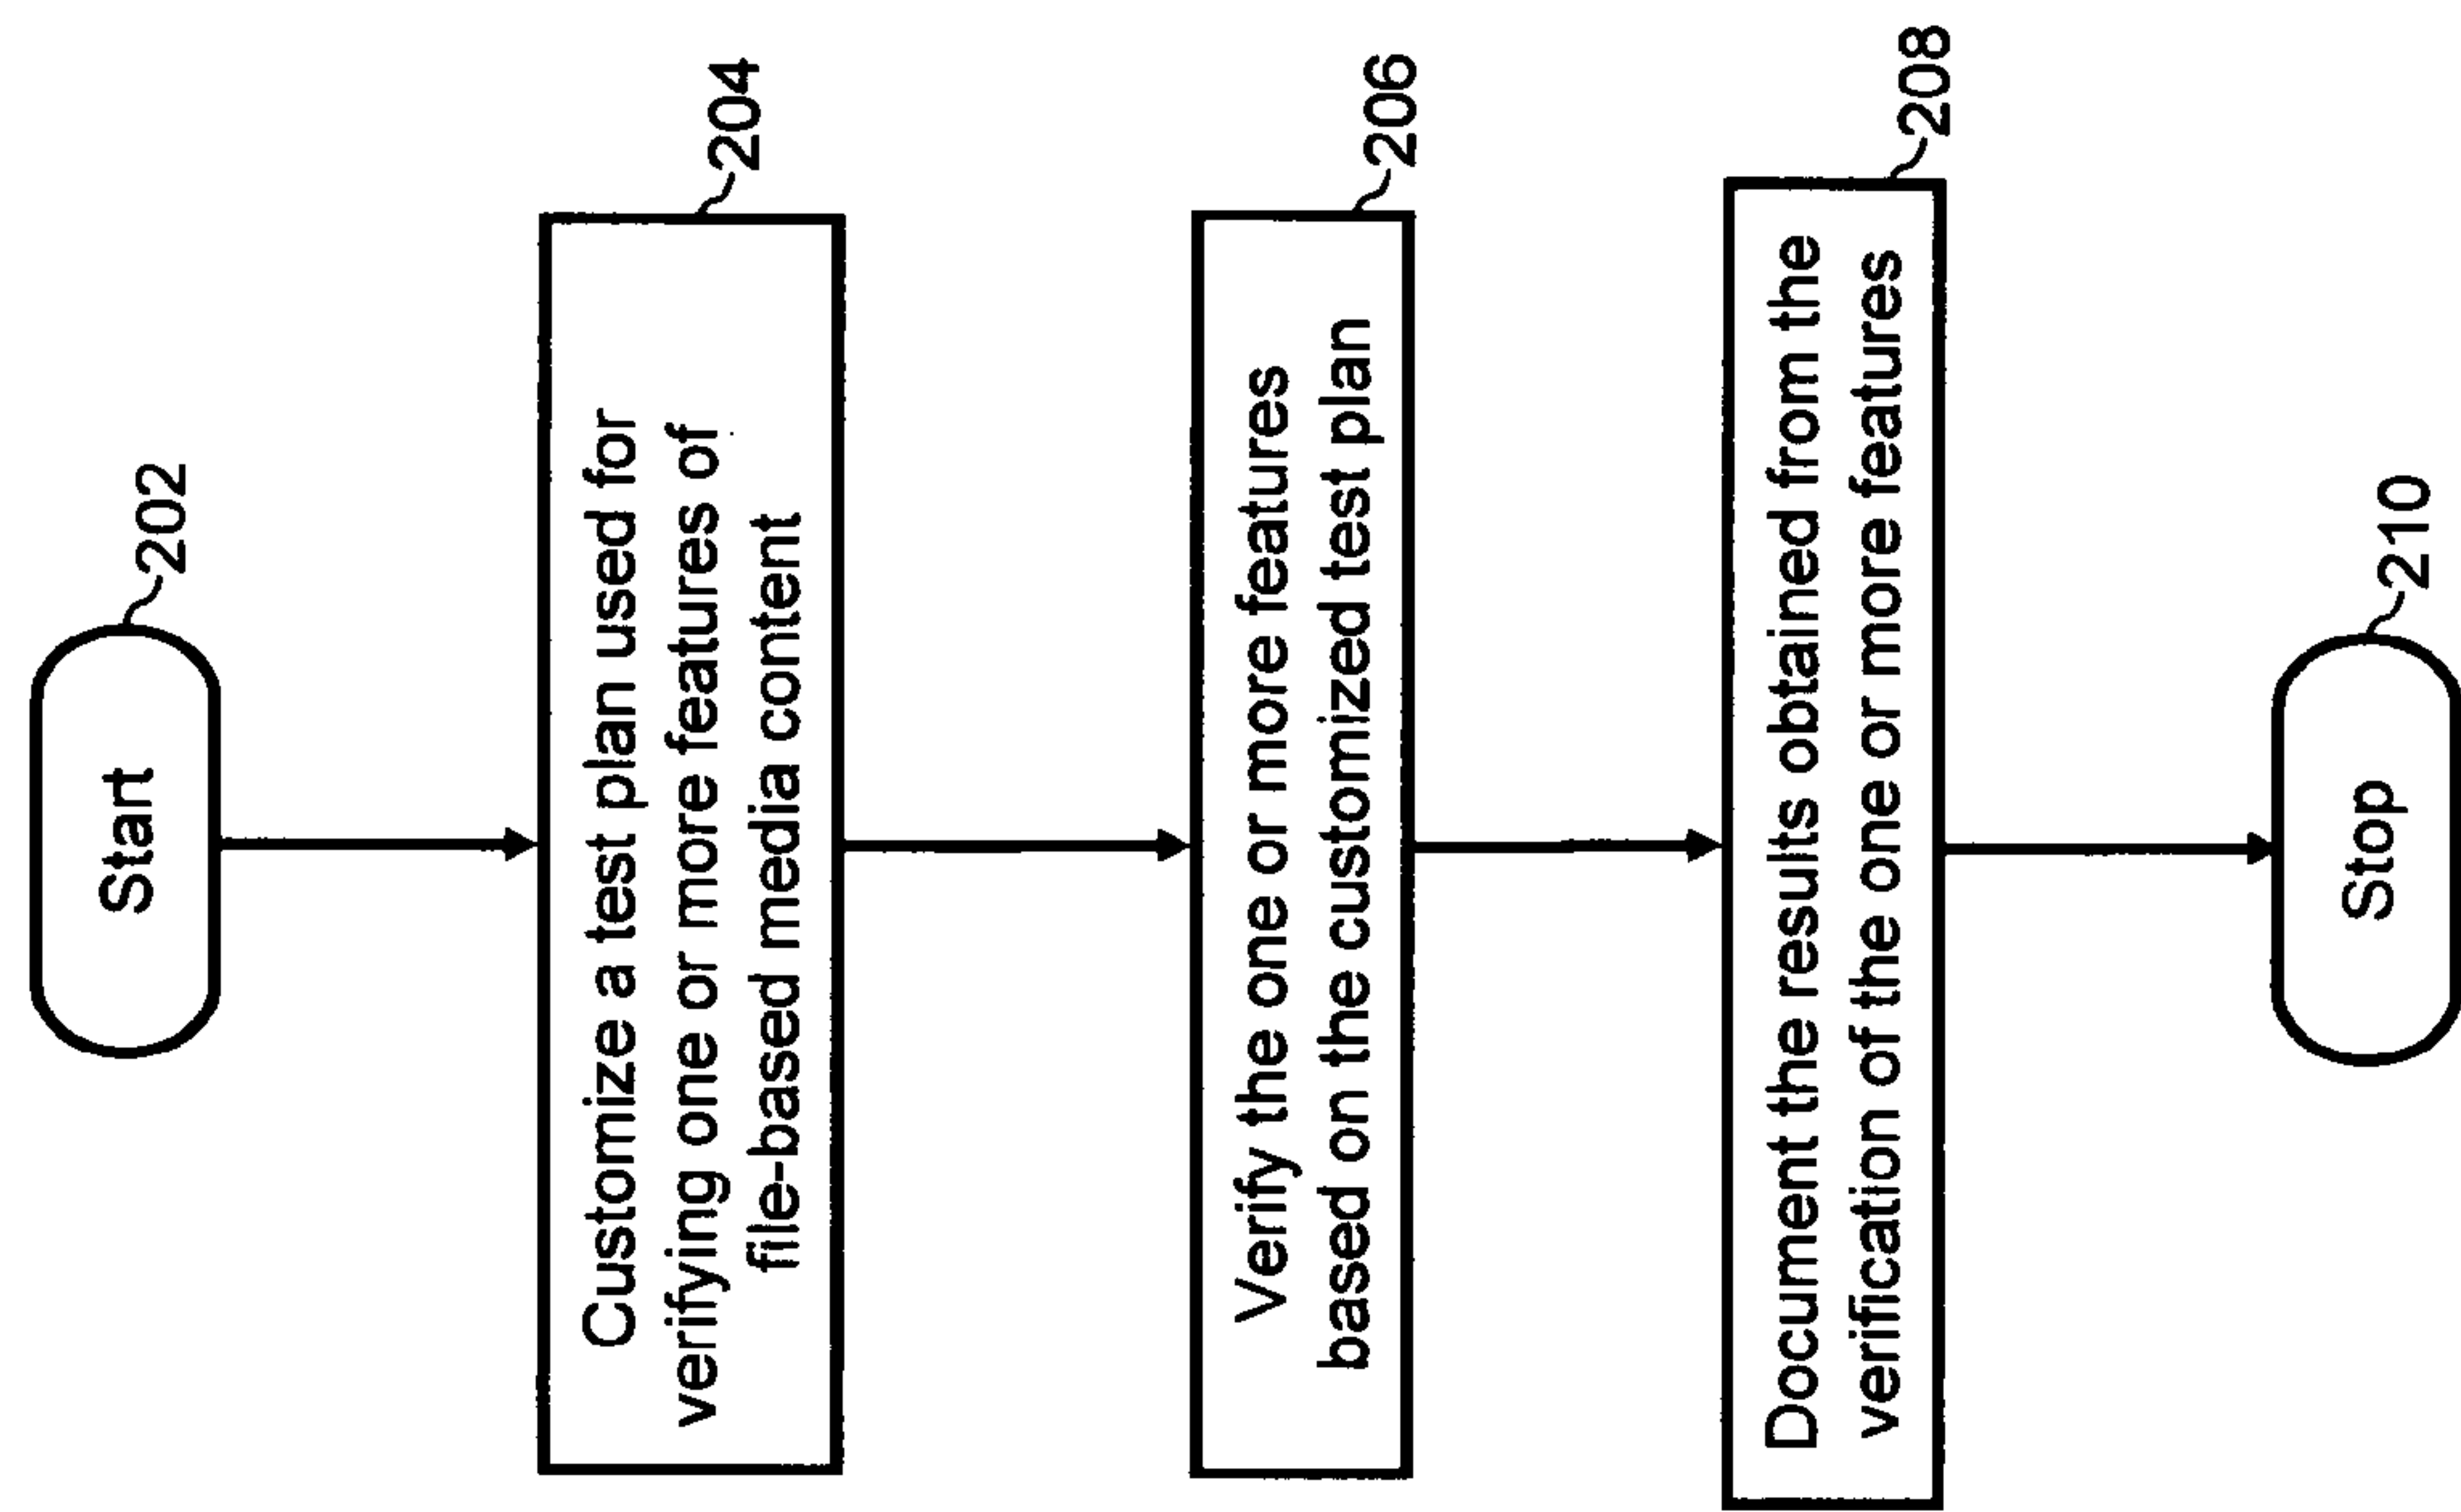 Start
202
Customize a test plan used for
verifying one or more features of
file-based media content
204
Verify the one or more features
based on the customized test plan
206
Document the results obtained from the
verification of the one or more features
208
Stop
210